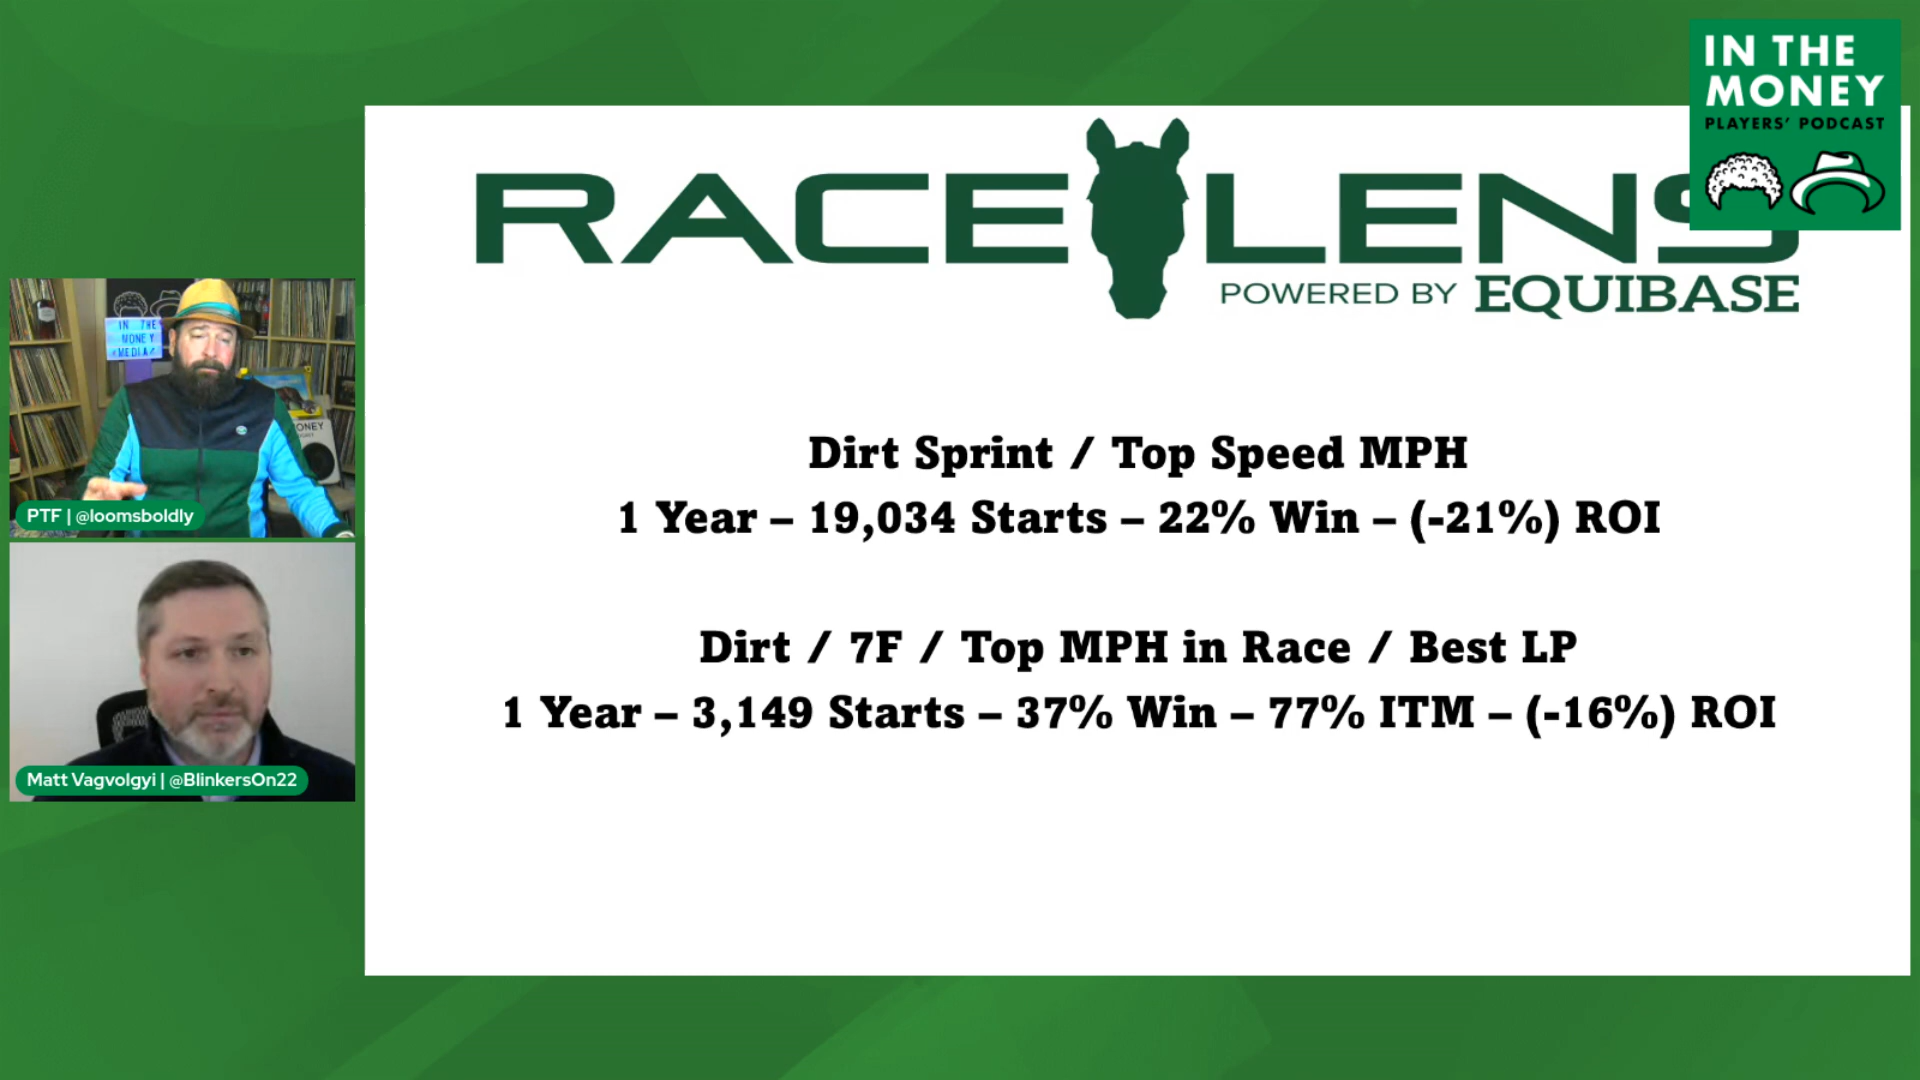 IN THE
MONEY
PLAYERS' PODCAST
RACE LENS
POWERED BY EQUIBASE
Dirt Sprint / Top Speed MPH
1 Year – 19,034 Starts – 22% Win – (-21%) ROI
Dirt / 7F / Top MPH in Race / Best LP
1 Year – 3,149 Starts – 37% Win – 77% ITM – (-16%) ROI
IN THE
MONEY
MEDIA
ONEY
PTF | @loomsboldly
Matt Vagvolgyi | @BlinkersOn22